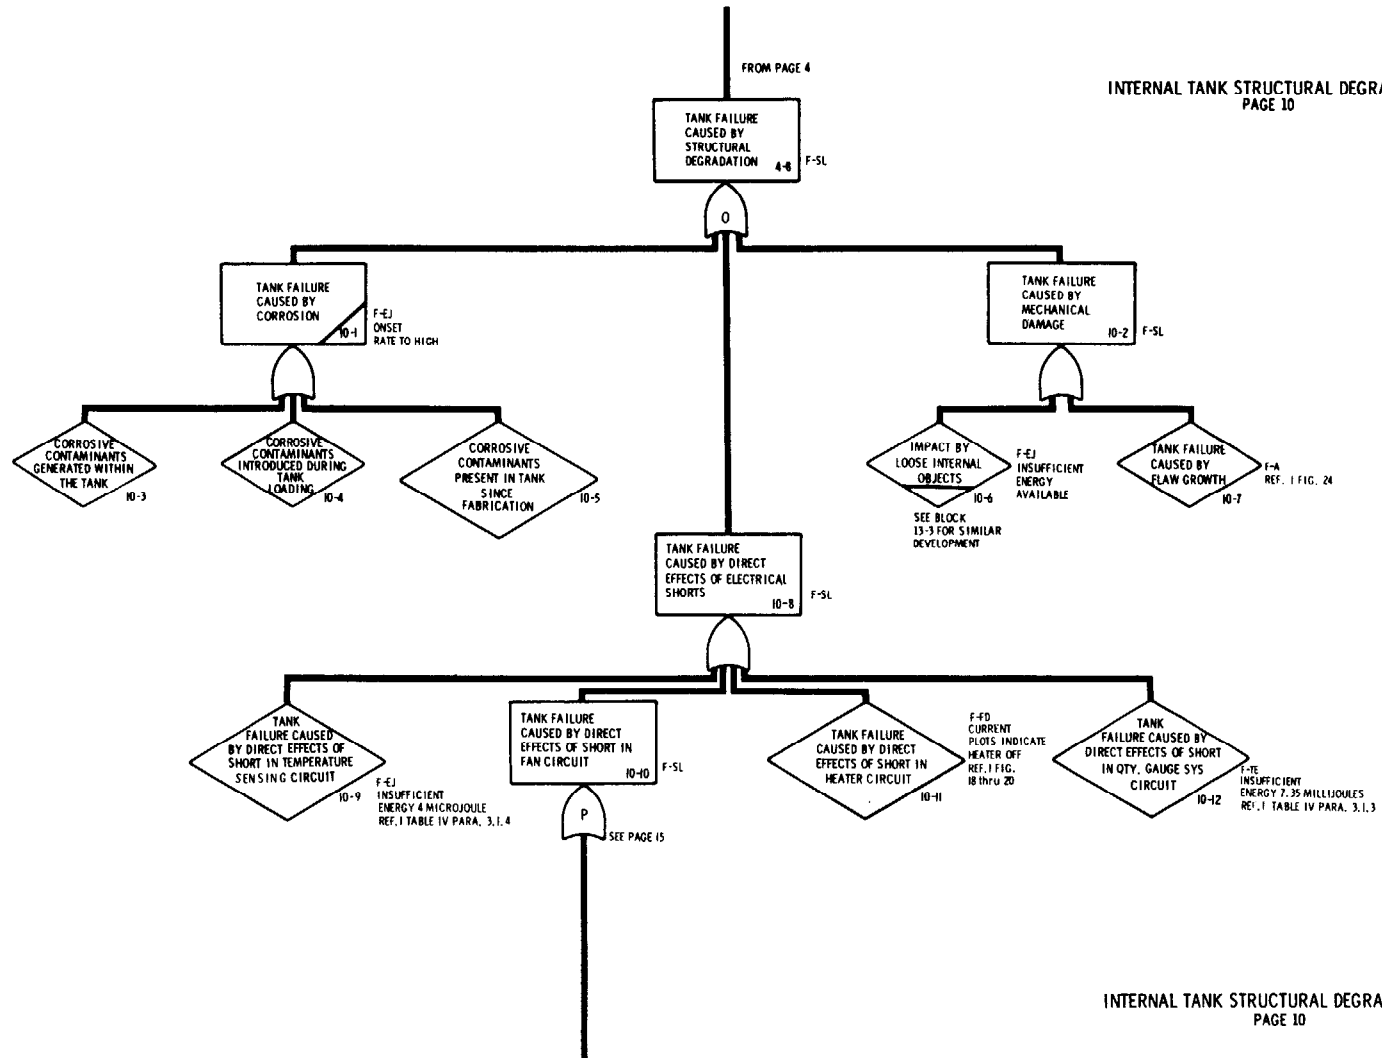 FROM PAGE 4
INTERNAL TANK STRUCTURAL DEGRA
PAGE 10
TANK FAILURE
CAUSED BY
STRUCTURAL
DEGRADATION
4-6
F-SL
O
TANK FAILURE
CAUSED BY
CORROSION
10-1
F-EJ
ONSET
RATE TO HIGH
TANK FAILURE
CAUSED BY
MECHANICAL
DAMAGE
10-2
F-SL
CORROSIVE
CONTAMINANTS
GENERATED WITHIN
THE TANK
10-3
CORROSIVE
CONTAMINANTS
INTRODUCED DURING
TANK
LOADING
10-4
CORROSIVE
CONTAMINANTS
PRESENT IN TANK
SINCE
FABRICATION
10-5
IMPACT BY
LOOSE INTERNAL
OBJECTS
10-6
F-EJ
INSUFFICIENT
ENERGY
AVAILABLE
SEE BLOCK
13-3 FOR SIMILAR
DEVELOPMENT
TANK FAILURE
CAUSED BY
FLAW GROWTH
10-7
F-A
REF. 1 FIG. 24
TANK FAILURE
CAUSED BY DIRECT
EFFECTS OF ELECTRICAL
SHORTS
10-8
F-SL
TANK
FAILURE CAUSED
BY DIRECT EFFECTS OF
SHORT IN TEMPERATURE
SENSING CIRCUIT
10-9
F-EJ
INSUFFICIENT
ENERGY 4 MICROJOULE
REF. 1 TABLE IV PARA. 3.1.4
TANK FAILURE
CAUSED BY DIRECT
EFFECTS OF SHORT IN
FAN CIRCUIT
10-10
F-SL
P
SEE PAGE 15
TANK FAILURE
CAUSED BY DIRECT
EFFECTS OF SHORT IN
HEATER CIRCUIT
10-11
F-FD
CURRENT
PLOTS INDICATE
HEATER OFF
REF. 1 FIG.
18 thru 20
TANK
FAILURE CAUSED BY
DIRECT EFFECTS OF SHORT
IN QTY. GAUGE SYS
CIRCUIT
10-12
F-TE
INSUFFICIENT
ENERGY 7.35 MILLIJOULES
REF. 1 TABLE IV PARA. 3.1.3
INTERNAL TANK STRUCTURAL DEGRA
PAGE 10